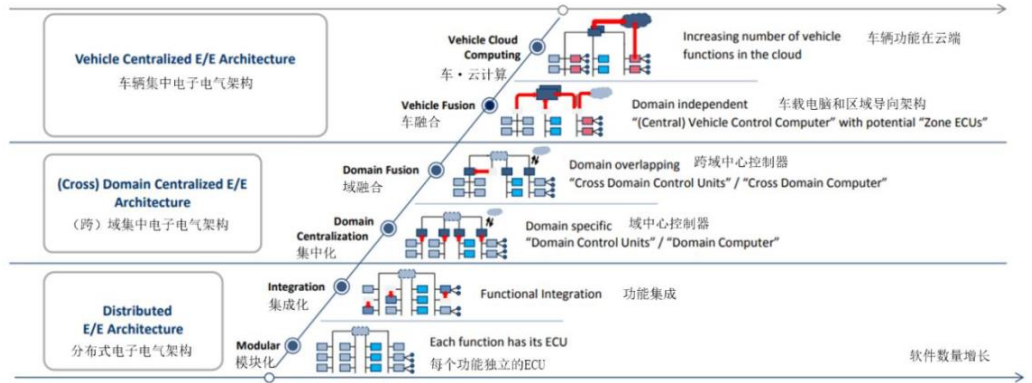 Vehicle Centralized E/E Architecture
车辆集中电子电气架构
Vehicle Cloud
Computing
车·云计算
Increasing number of vehicle
functions in the cloud
车辆功能在云端
Vehicle Fusion
车融合
Domain independent 车载电脑和区域导向架构
“(Central) Vehicle Control Computer” with potential “Zone ECUs”
(Cross) Domain Centralized E/E
Architecture
（跨）域集中电子电气架构
Domain Fusion
域融合
Domain overlapping 跨域中心控制器
“Cross Domain Control Units” / “Cross Domain Computer”
Domain
Centralization
集中化
Domain specific 域中心控制器
“Domain Control Units” / “Domain Computer”
Distributed
E/E Architecture
分布式电子电气架构
Integration
集成化
Functional Integration 功能集成
Modular
模块化
Each function has its ECU
每个功能独立的ECU
软件数量增长